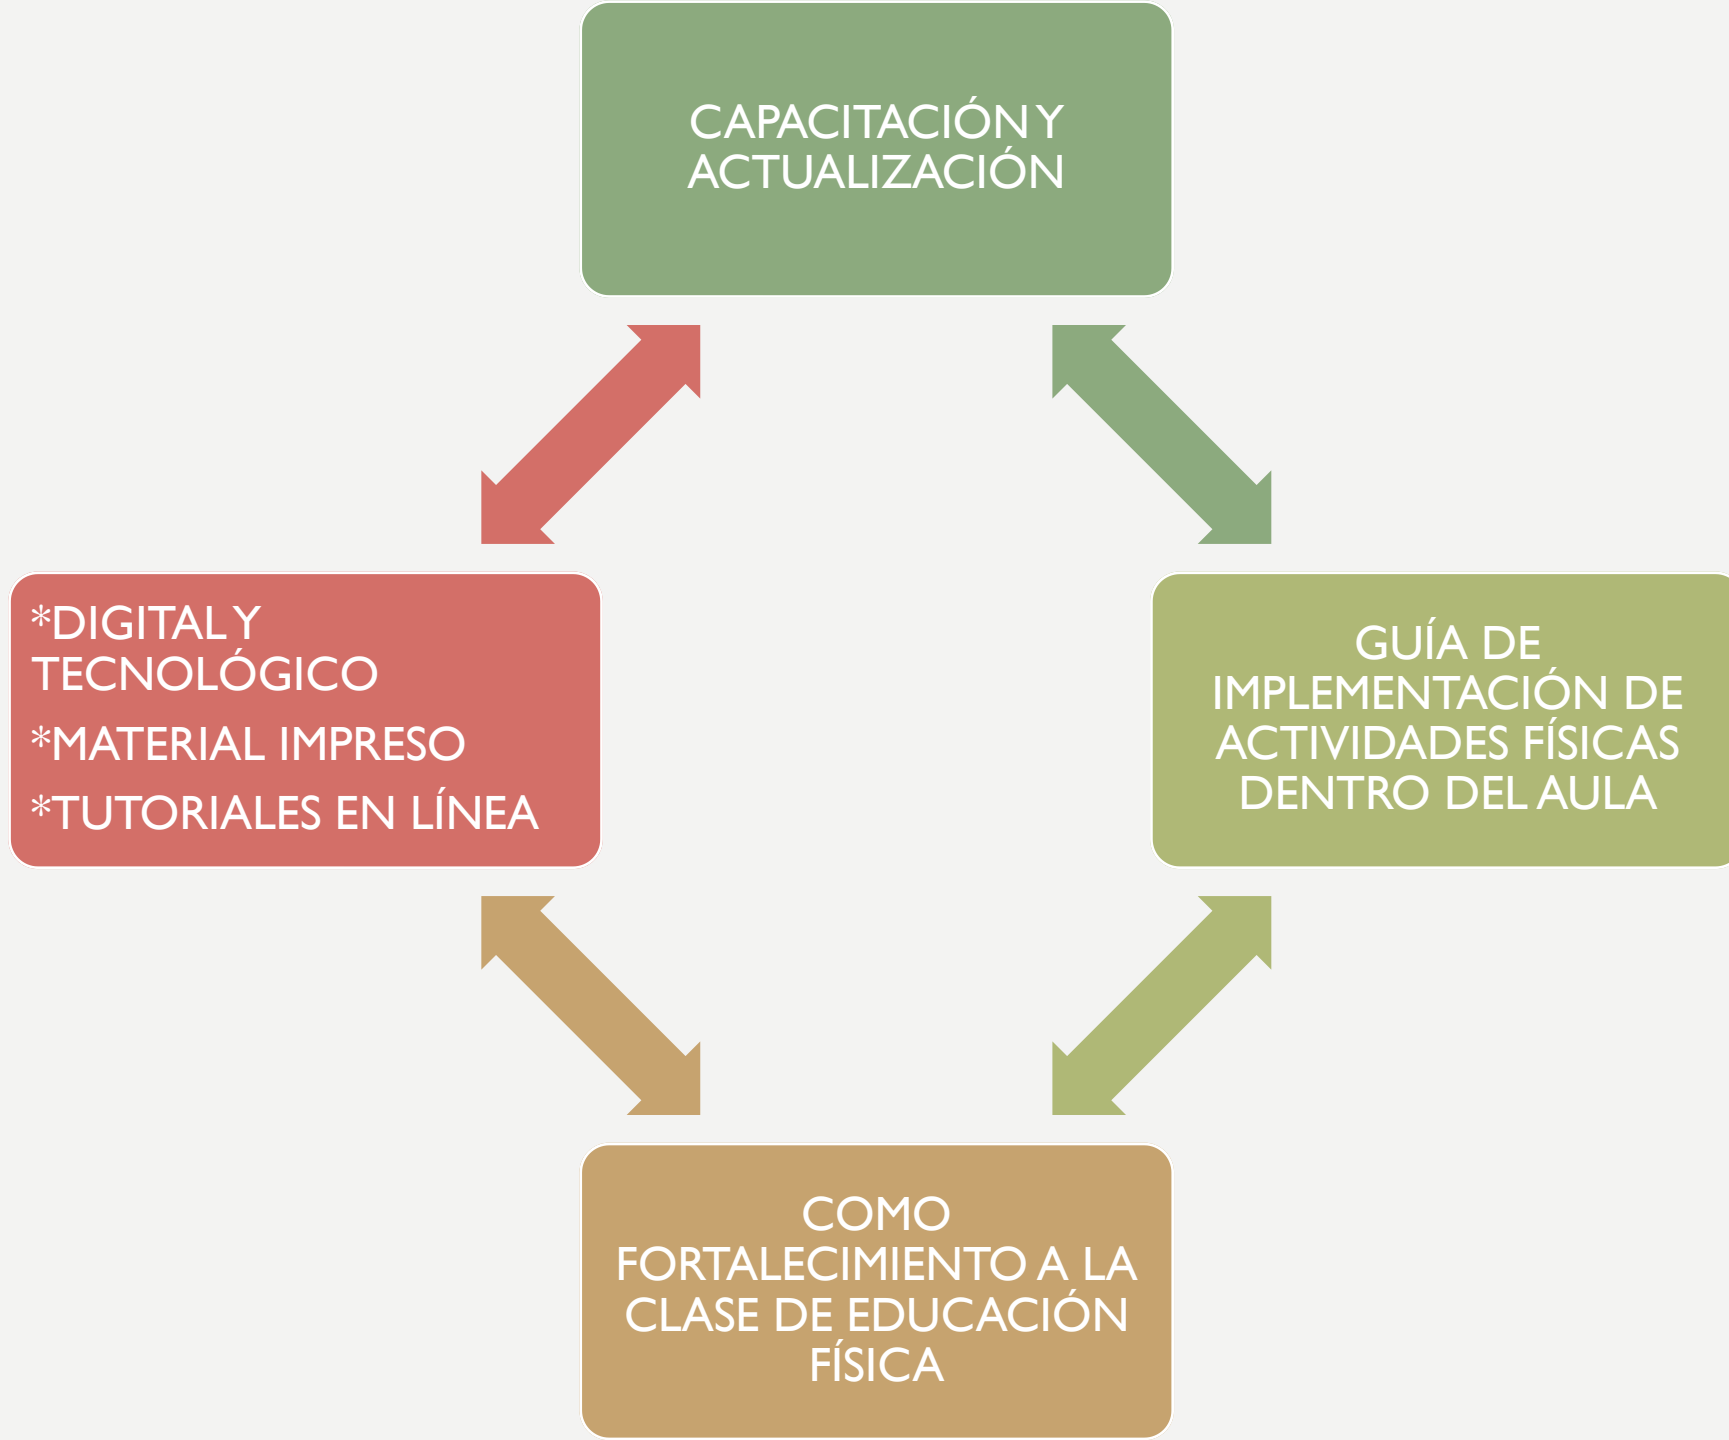 CAPACITACIÓN Y
ACTUALIZACIÓN
*DIGITAL Y
TECNOLÓGICO
*MATERIAL IMPRESO
*TUTORIALES EN LÍNEA
GUÍA DE
IMPLEMENTACIÓN DE
ACTIVIDADES FÍSICAS
DENTRO DEL AULA
COMO
FORTALECIMIENTO A LA
CLASE DE EDUCACIÓN
FÍSICA